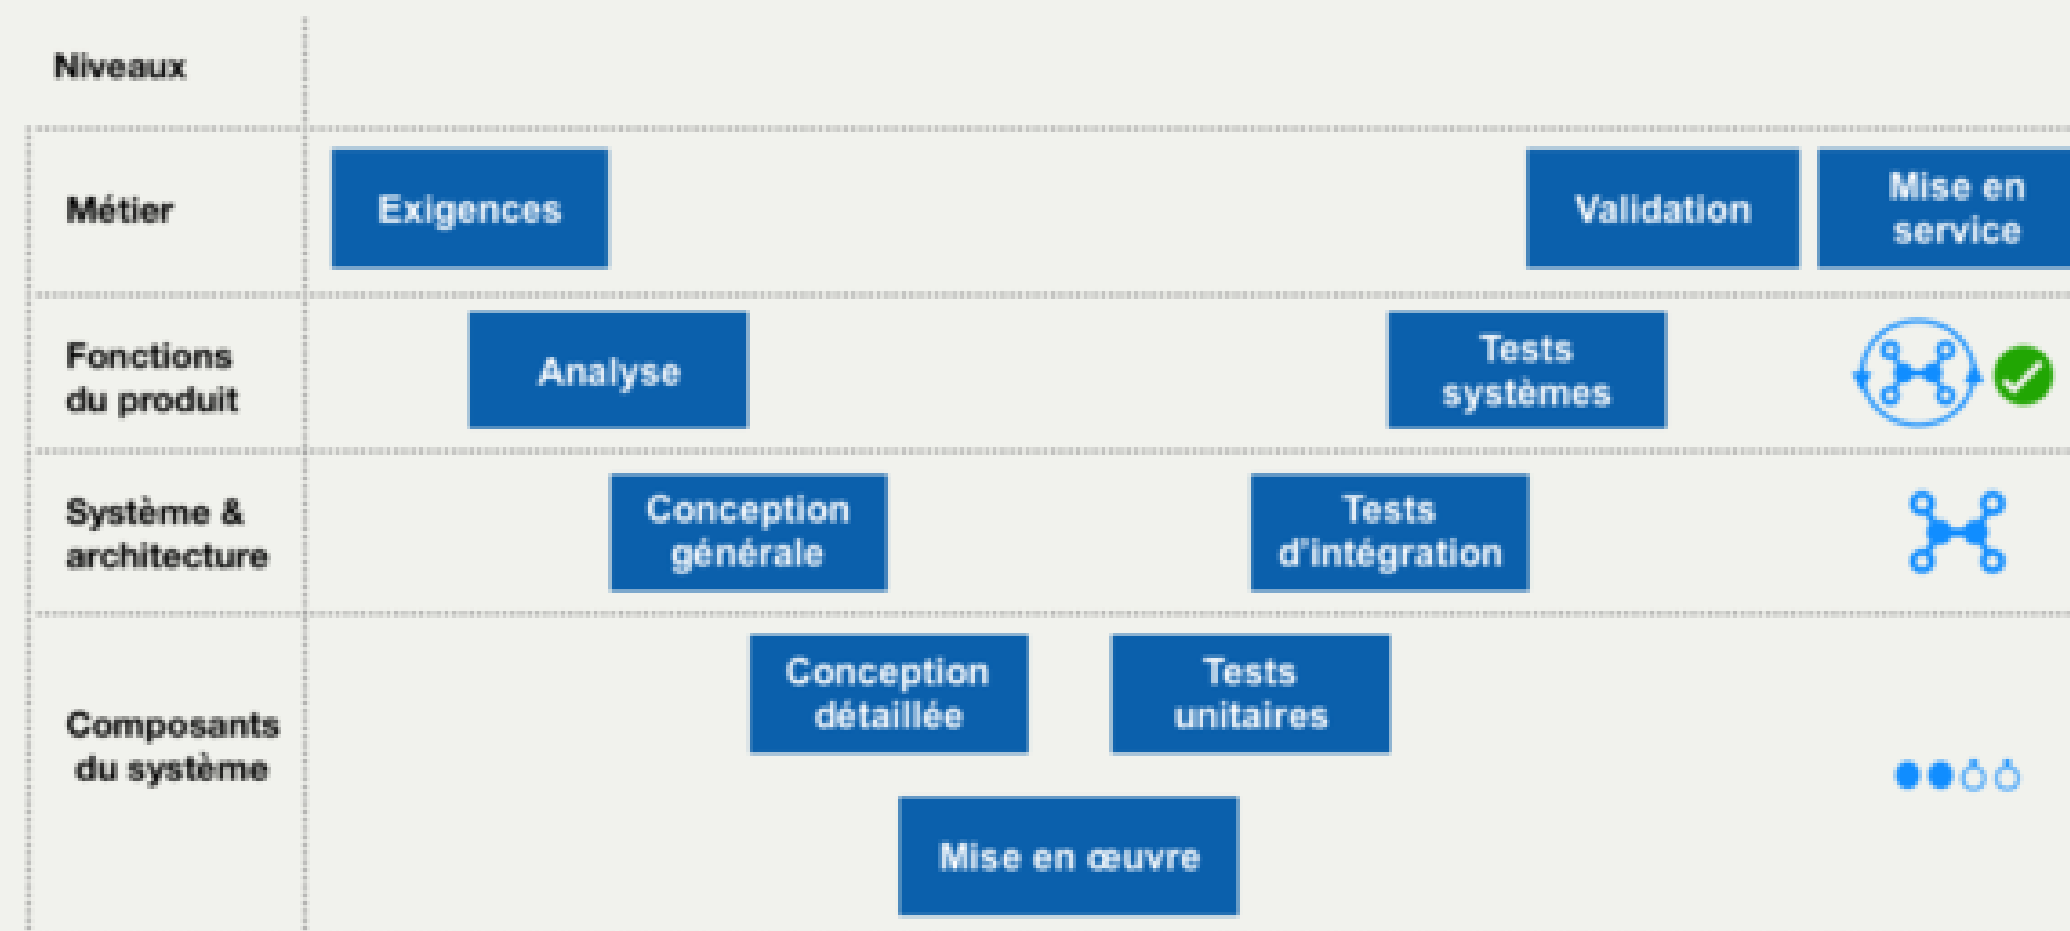 Niveaux
Métier
Exigences
Validation
Mise en
service
Fonctions
du produit
Analyse
Tests
systèmes
Système &
architecture
Conception
générale
Tests
d'intégration
Composants
du système
Conception
détaillée
Tests
unitaires
Mise en œuvre